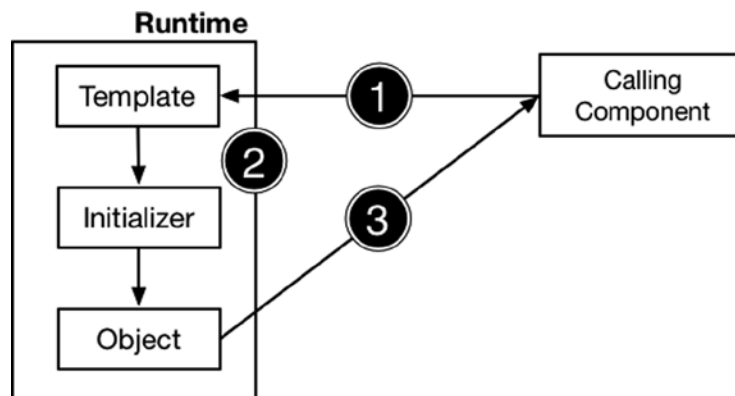 Runtime
Template
1
Calling
Component
2
Initializer
3
Object